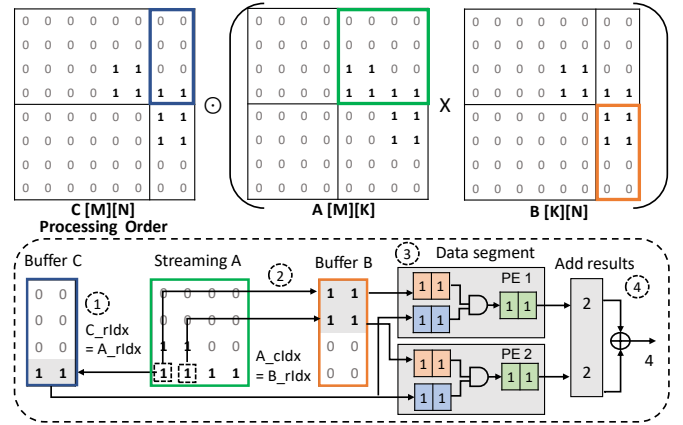 0 0 0 0 0 0 0 0 0 0 0 0 0 0 0 0 0 0 0 0 0 0 0 0
0 0 0 0 0 0 0 0 0 0 0 0 0 0 0 0 0 0 0 0 0 0 0 0
0 0 0 0 1 1 0 0 0 0 0 0 1 1 0 0 0 0 0 0 1 1 0 0
0 0 0 0 1 1 1 1 ⊙ 0 0 0 0 1 1 1 1 X 0 0 0 0 1 1 1 1
0 0 0 0 0 0 1 1 0 0 0 0 0 0 1 1 0 0 0 0 0 0 1 1
0 0 0 0 0 0 1 1 0 0 0 0 0 0 1 1 0 0 0 0 0 0 1 1
0 0 0 0 0 0 0 0 0 0 0 0 0 0 0 0 0 0 0 0 0 0 0 0
0 0 0 0 0 0 0 0 0 0 0 0 0 0 0 0 0 0 0 0 0 0 0 0
C [M][N] A [M][K] B [K][N]
Processing Order
Buffer C
0 0
0 0
0 0
1 1
1
C_rIdx
= A_rIdx
Streaming A
0 0 0 0
0 0 0 0
1 1 0 0
1 1 1 1
2
A_cIdx
= B_rIdx
Buffer B
1 1
1 1
0 0
0 0
3
Data segment
PE 1
1 1
1 1
1 1
PE 2
1 1
1 1
1 1
Add results
2
2
4
4